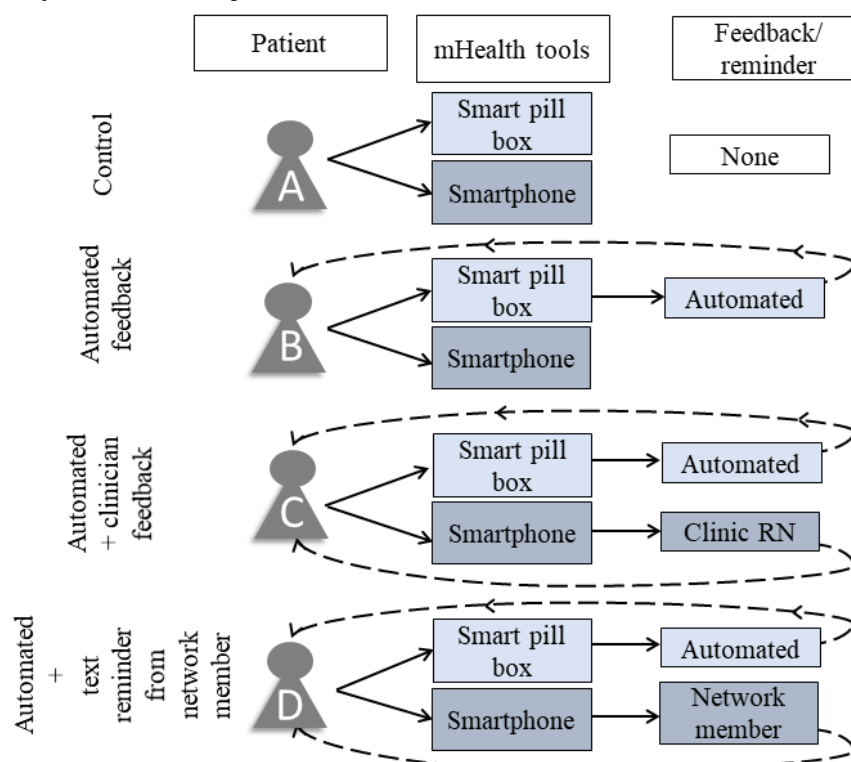 Patient
mHealth tools
Feedback/
reminder
Control
A
Smart pill
box
Smartphone
None
Automated
feedback
B
Smart pill
box
Smartphone
Automated
Automated
+ clinician
feedback
C
Smart pill
box
Smartphone
Automated
Clinic RN
Automated
+
text
reminder
from
network
member
D
Smart pill
box
Smartphone
Automated
Network
member